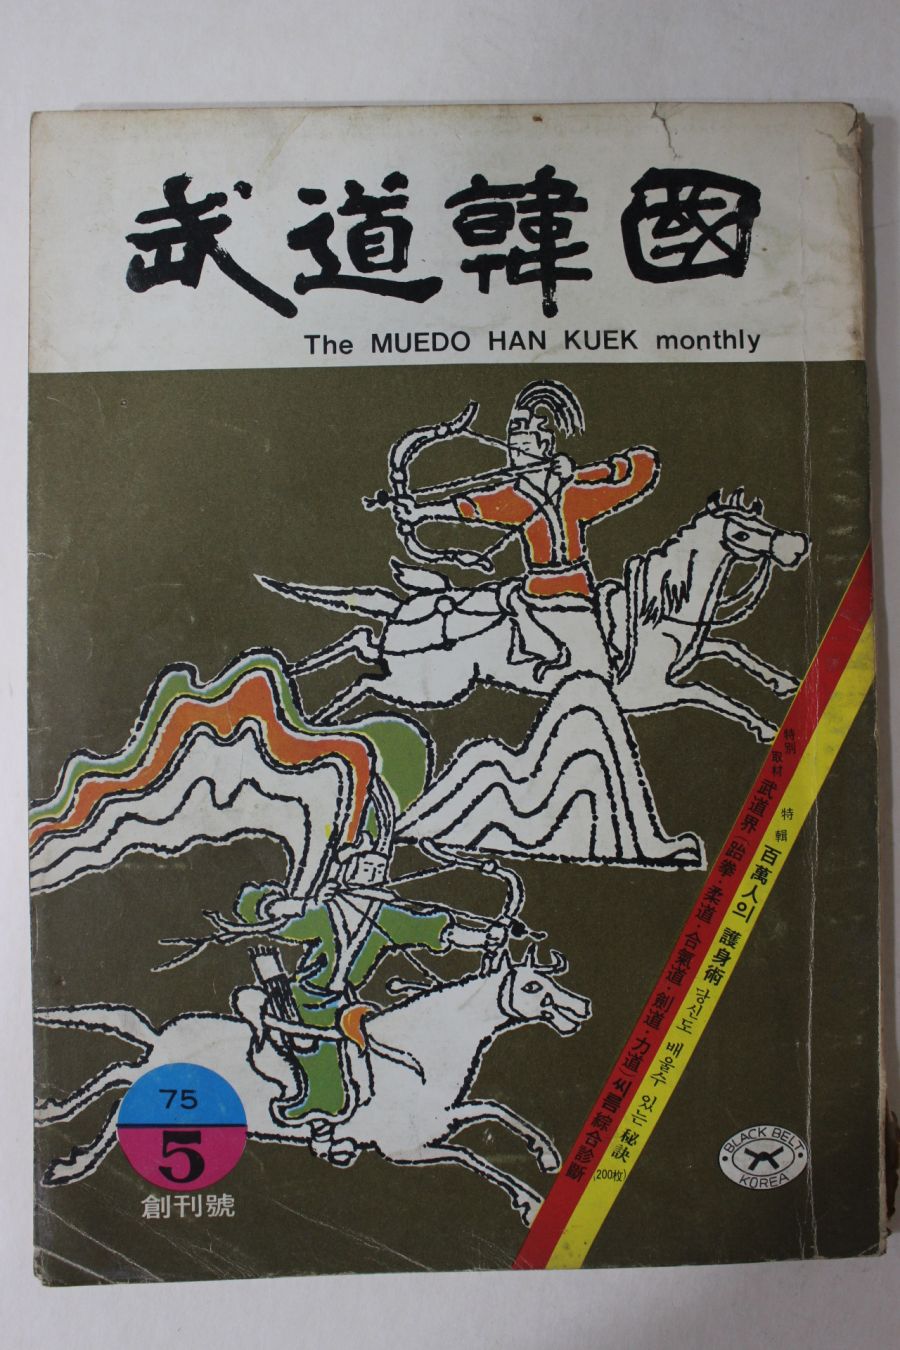 武道韓國
The MUEDO HAN KUEK monthly
特別
取材
武道界(跆拳·柔道·合氣道·劍道·力道)씨름綜合診斷
特輯
百萬人의 護身術 당신도 배울수 있는 秘訣
(200枚)
75
5
創刊號
BLACK BELT
KOREA